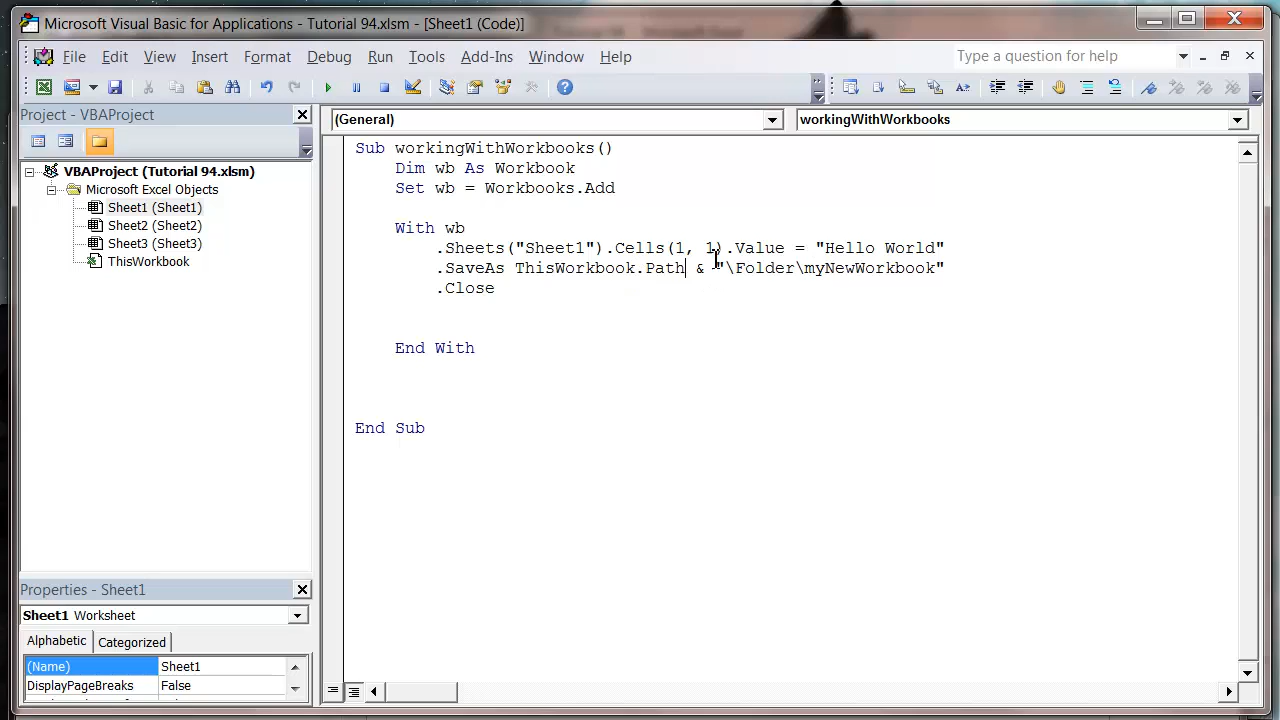 Microsoft Visual Basic for Applications - Tutorial 94.xlsm - [Sheet1 (Code)]
File Edit View Insert Format Debug Run Tools Add-Ins Window Help
Type a question for help
Project - VBAProject
(General)
workingWithWorkbooks
VBAProject (Tutorial 94.xlsm)
Microsoft Excel Objects
Sheet1 (Sheet1)
Sheet2 (Sheet2)
Sheet3 (Sheet3)
ThisWorkbook
Sub workingWithWorkbooks()
Dim wb As Workbook
Set wb = Workbooks.Add
With wb
.Sheets("Sheet1").Cells(1, 1).Value = "Hello World"
.SaveAs ThisWorkbook.Path & "\Folder\myNewWorkbook"
.Close
End With
End Sub
Properties - Sheet1
Sheet1 Worksheet
Alphabetic Categorized
(Name) Sheet1
DisplayPageBreaks False